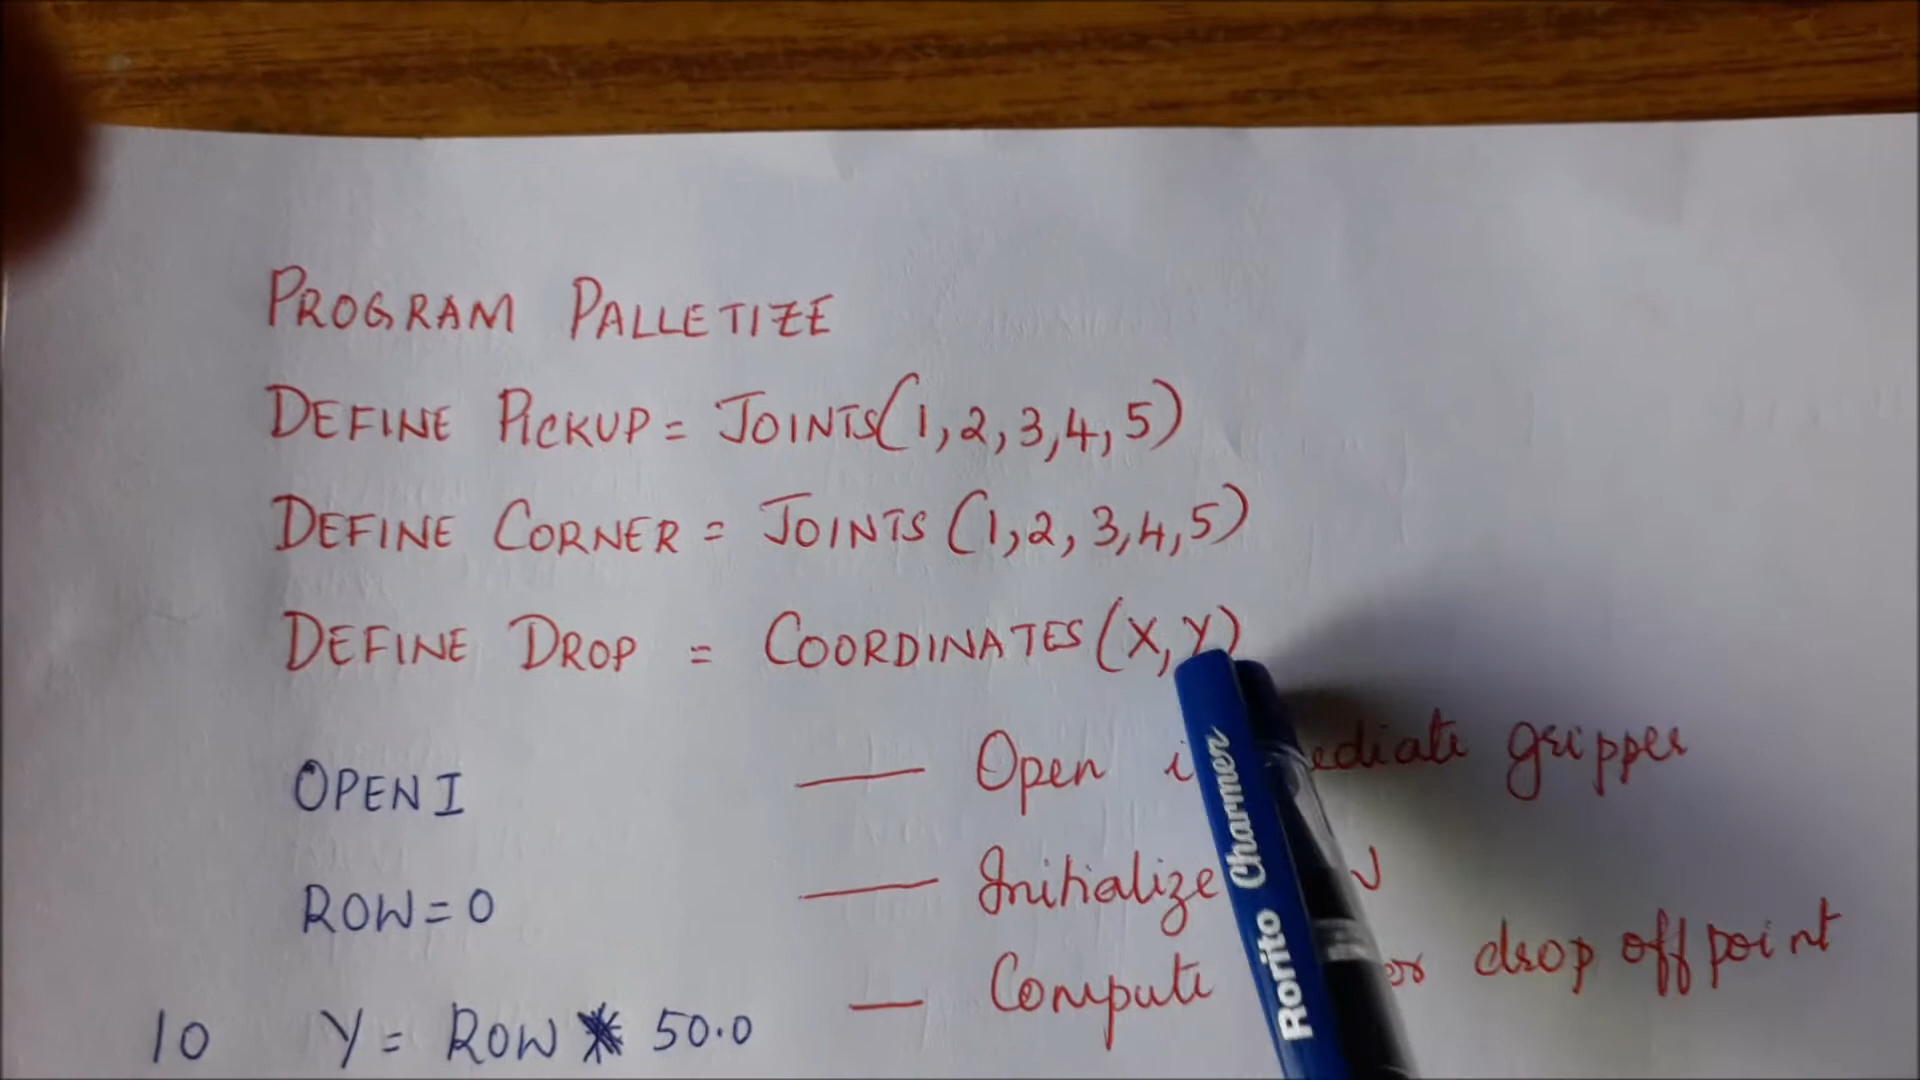 PROGRAM PALLETIZE
DEFINE PICKUP = JOINTS(1,2,3,4,5)
DEFINE CORNER = JOINTS (1,2,3,4,5)
DEFINE DROP = COORDINATES (X,Y)
OPENI — Open gripper
ROW=0 — Initialize
10 Y = ROW * 50.0 — Compute drop off point
Rorito Charmer